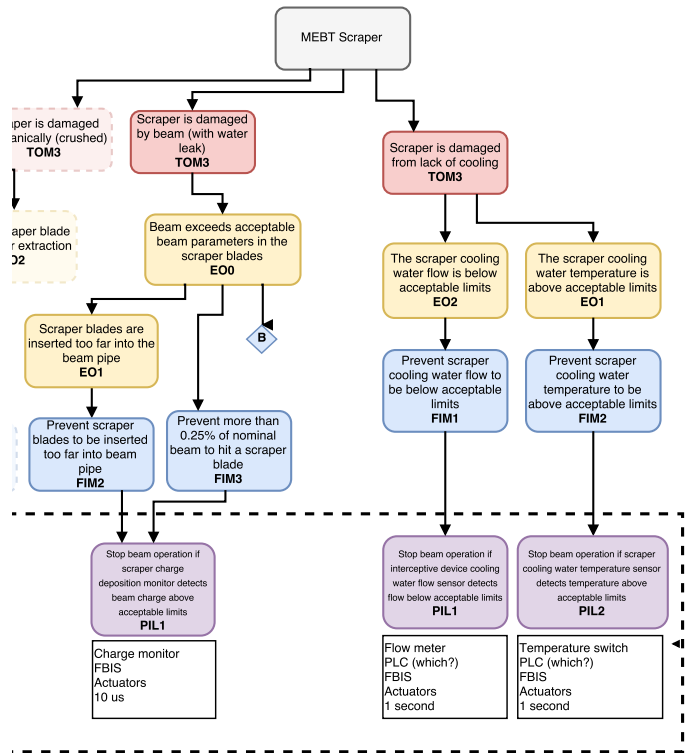 MEBT Scraper
anically (crushed)
TOM3
Scraper is damaged
by beam (with water
leak)
TOM3
Scraper is damaged
from lack of cooling
TOM3
is damaged
blade
extraction
Beam exceeds acceptable
beam parameters in the
scraper blades
EO0
The scraper cooling
water flow is below
acceptable limits
EO2
The scraper cooling
water temperature is
above acceptable limits
EO1
B
Scraper blades are
inserted too far into the
beam pipe
EO1
Prevent scraper
cooling water flow to
be below acceptable
limits
FIM1
Prevent scraper
cooling water
temperature to be
above acceptable limits
FIM2
Prevent scraper
blades to be inserted
too far into beam
pipe
FIM2
Prevent more than
0.25% of nominal
beam to hit a scraper
blade
FIM3
Stop beam operation if
scraper charge
deposition monitor detects
beam charge above
acceptable limits
PIL1
Stop beam operation if
interceptive device cooling
water flow sensor detects
flow below acceptable limits
PIL1
Stop beam operation if scraper
cooling water temperature sensor
detects temperature above
acceptable limits
PIL2
Charge monitor
FBIS
Actuators
10 us
Flow meter
PLC (which?)
FBIS
Actuators
1 second
Temperature switch
PLC (which?)
FBIS
Actuators
1 second